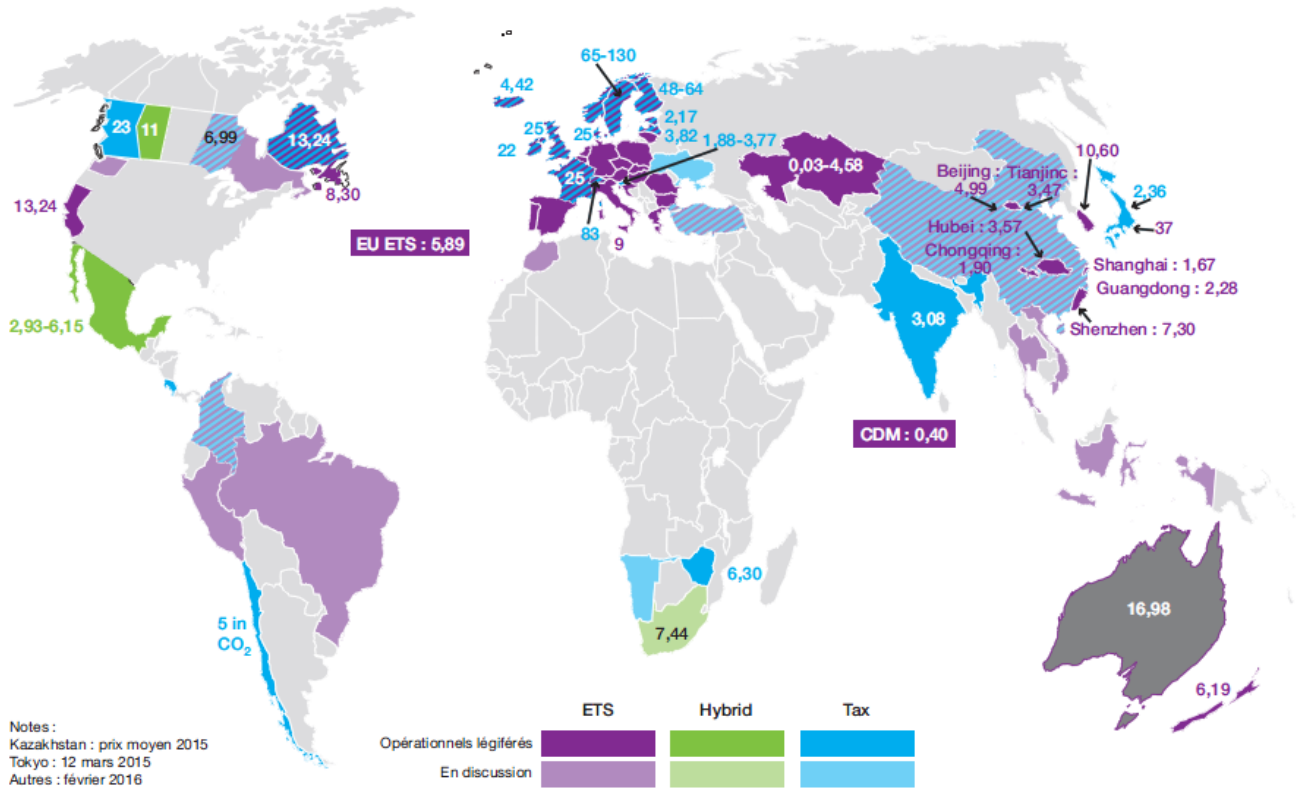 65-130
4,42
48-64
2,17
3,82
1,88-3,77
25
25
22
25
83
9
EU ETS : 5,89
23
11
6,99
13,24
8,30
13,24
2,93-6,15
0,03-4,58
Beijing :
4,99
Tianjinc :
3,47
10,60
2,36
37
Hubei : 3,57
Chongqing :
1,90
Shanghai : 1,67
Guangdong : 2,28
Shenzhen : 7,30
3,08
CDM : 0,40
5 in
CO₂
6,30
7,44
16,98
6,19
ETS
Hybrid
Tax
Opérationnels légiférés
En discussion
Notes :
Kazakhstan : prix moyen 2015
Tokyo : 12 mars 2015
Autres : février 2016